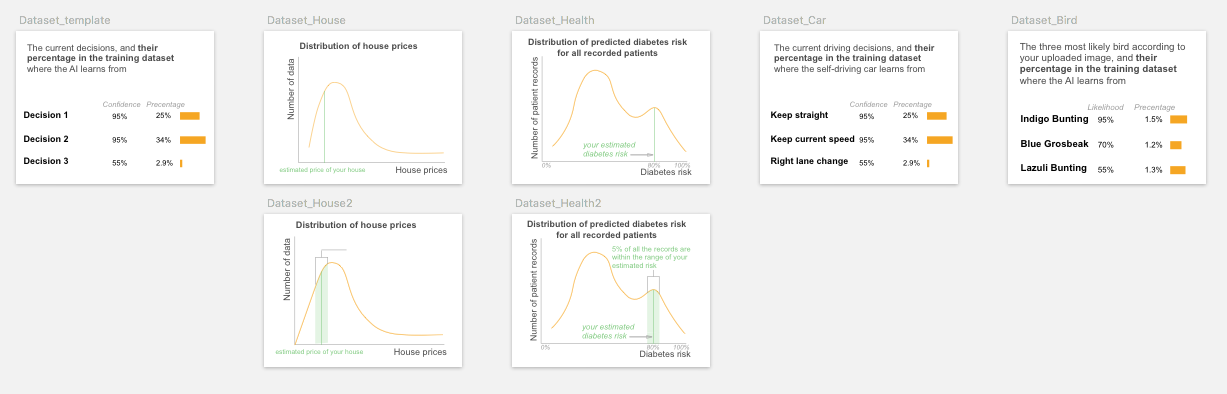 Dataset_template
The current decisions, and their
percentage in the training dataset
where the AI learns from
Confidence Precentage
Decision 1 95% 25%
Decision 2 95% 34%
Decision 3 55% 2.9%
Dataset_House
Distribution of house prices
Number of data
estimated price of your house
House prices
Dataset_Health
Distribution of predicted diabetes risk
for all recorded patients
Number of patient records
your estimated
diabetes risk
0% 80% 100%
Diabetes risk
Dataset_Car
The current driving decisions, and their
percentage in the training dataset
where the self-driving car learns from
Confidence Precentage
Keep straight 95% 25%
Keep current speed 95% 34%
Right lane change 55% 2.9%
Dataset_Bird
The three most likely bird according to
your uploaded image, and their
percentage in the training dataset
where the AI learns from
Likelihood Precentage
Indigo Bunting 95% 1.5%
Blue Grosbeak 70% 1.2%
Lazuli Bunting 55% 1.3%
Dataset_House2
Distribution of house prices
Number of data
estimated price of your house
House prices
Dataset_Health2
Distribution of predicted diabetes risk
for all recorded patients
Number of patient records
5% of all the records are
within the range of your
estimated risk
your estimated
diabetes risk
0% 80% 100%
Diabetes risk